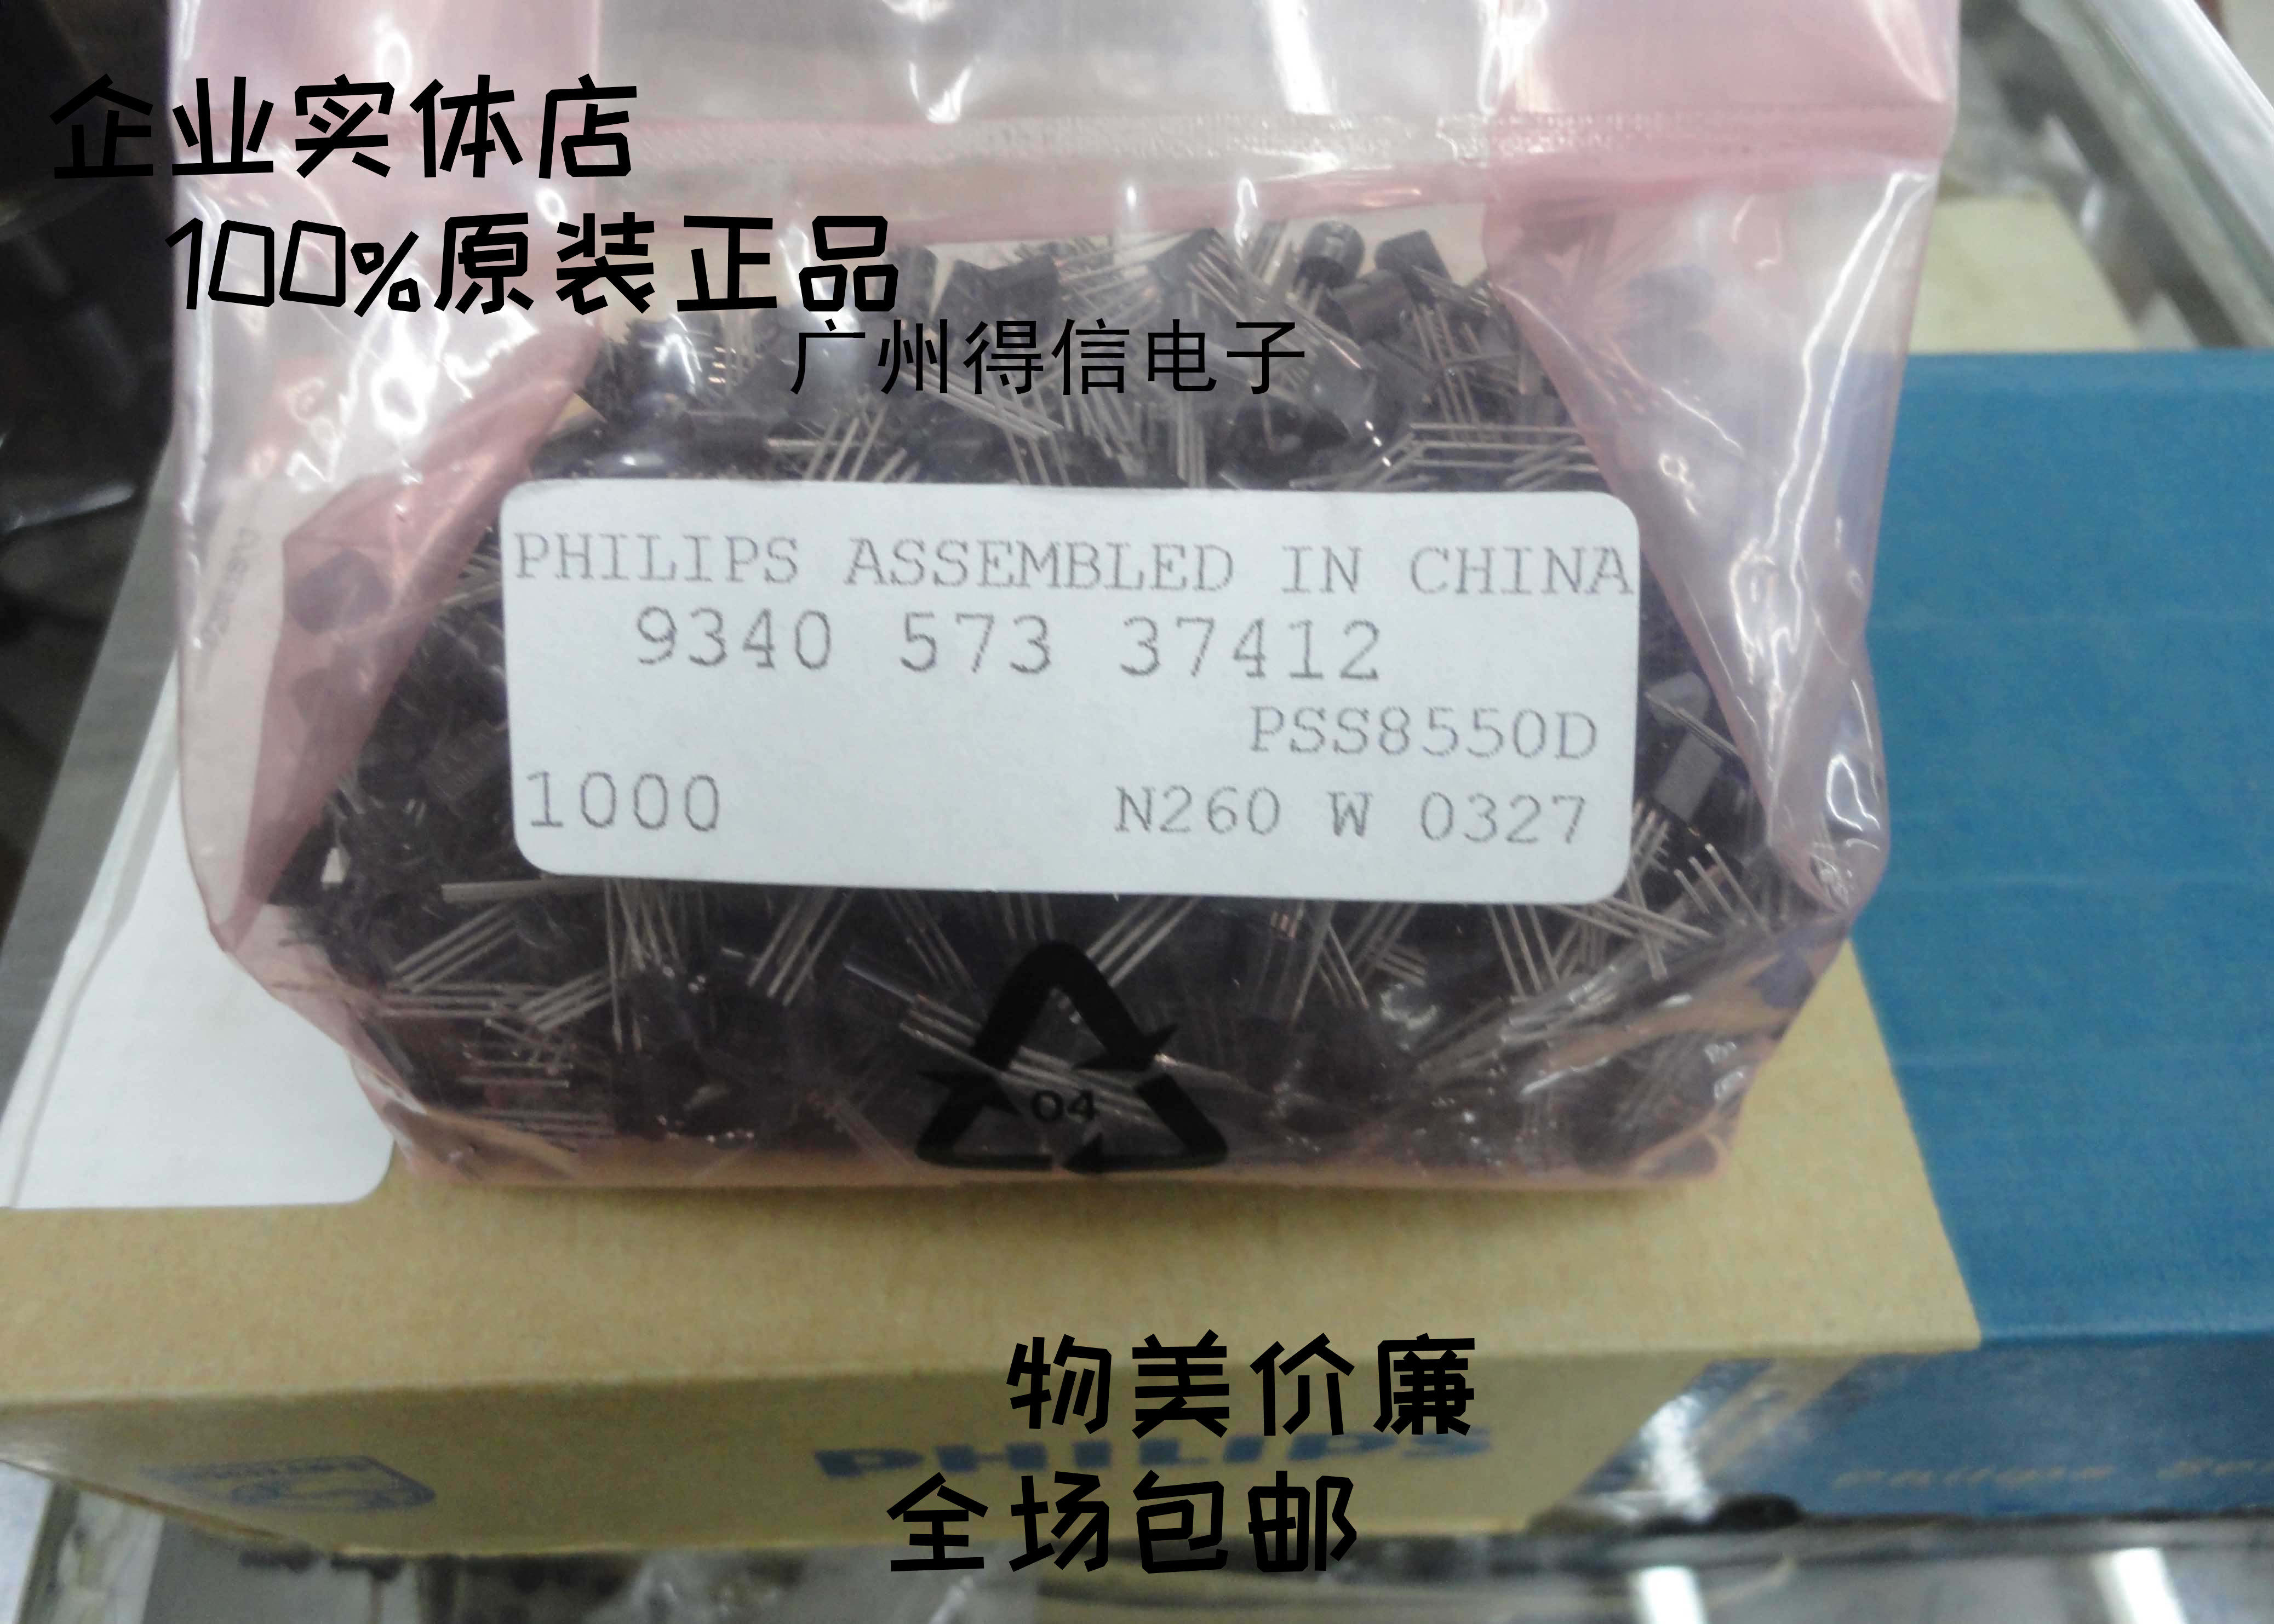 企业实体店
100%原装正品
广州得信电子
PHILIPS ASSEMBLED IN CHINA
9340 573 37412
PSS8550D
1000 N260 W 0327
04
物美价廉
PHILIPS
全场包邮